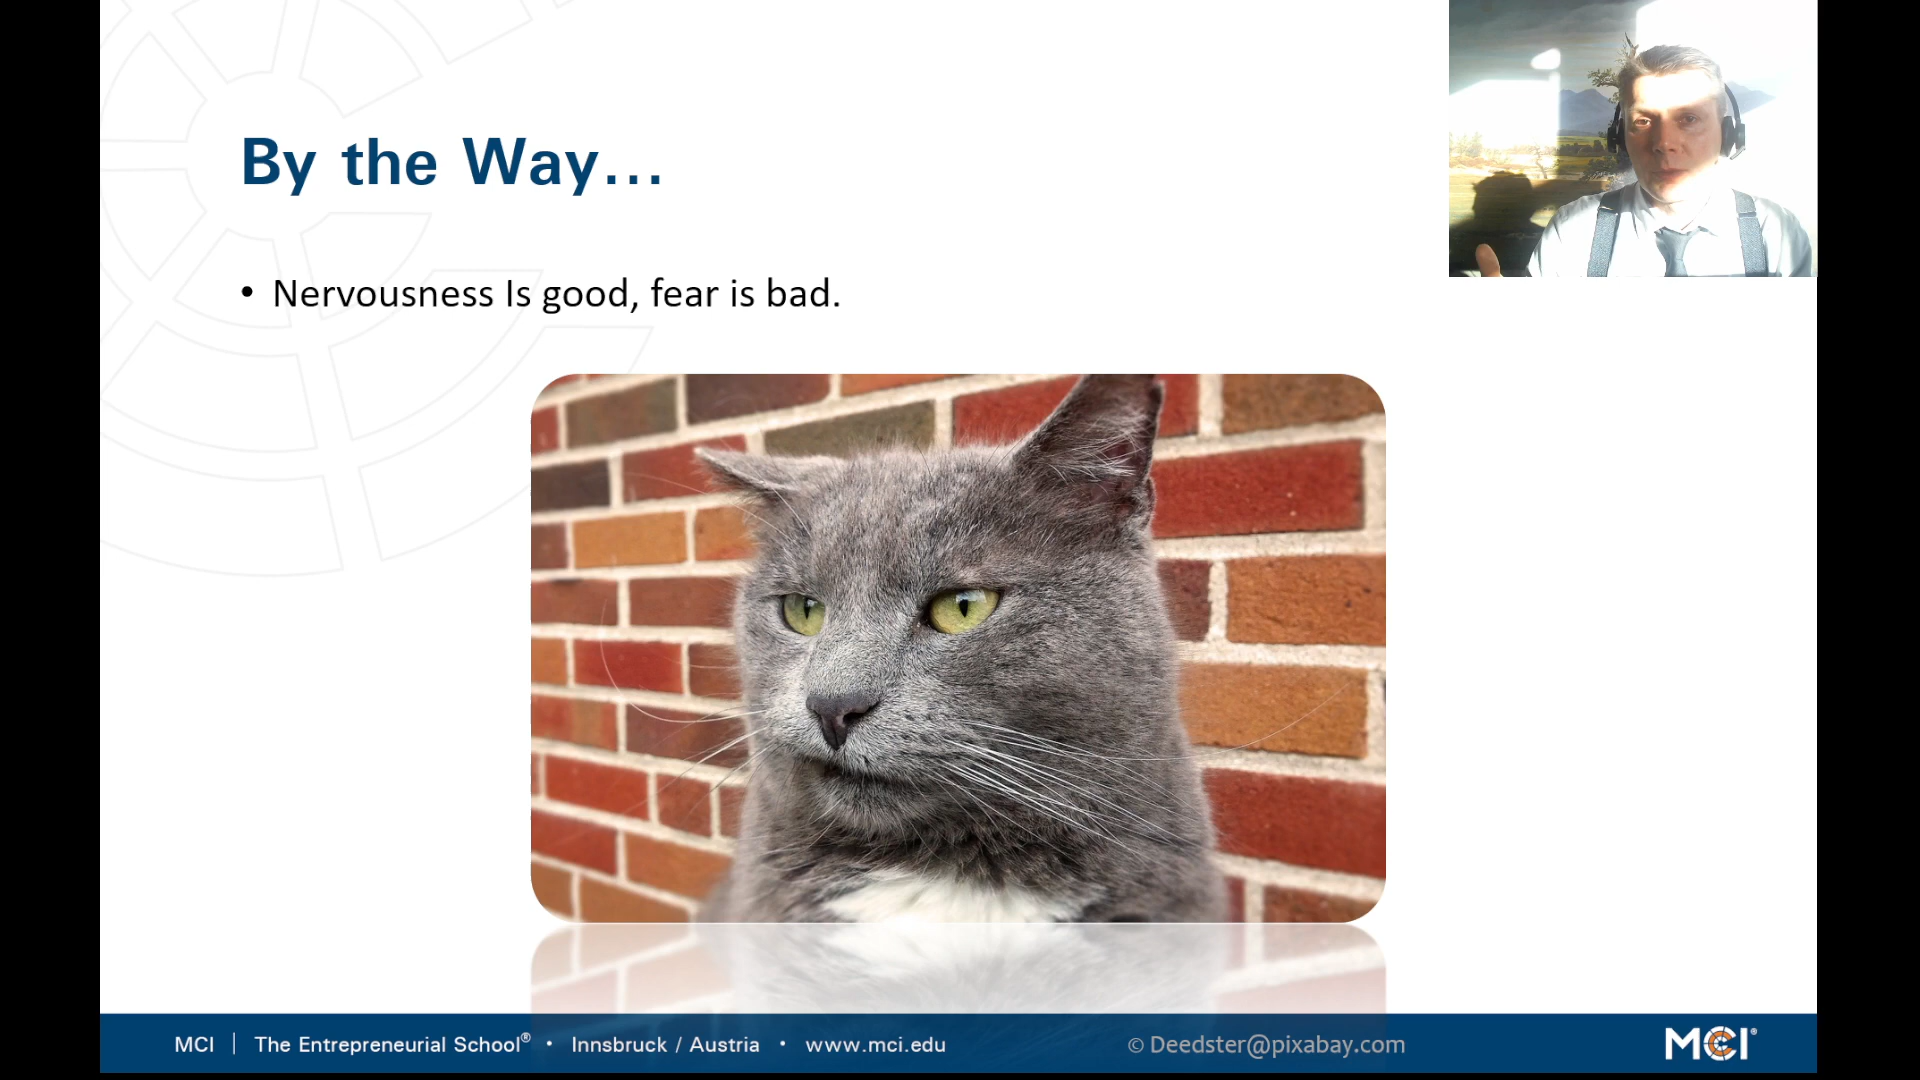 By the Way...
• Nervousness Is good, fear is bad.
MCI | The Entrepreneurial School® • Innsbruck / Austria • www.mci.edu
© Deedster@pixabay.com
MCI®